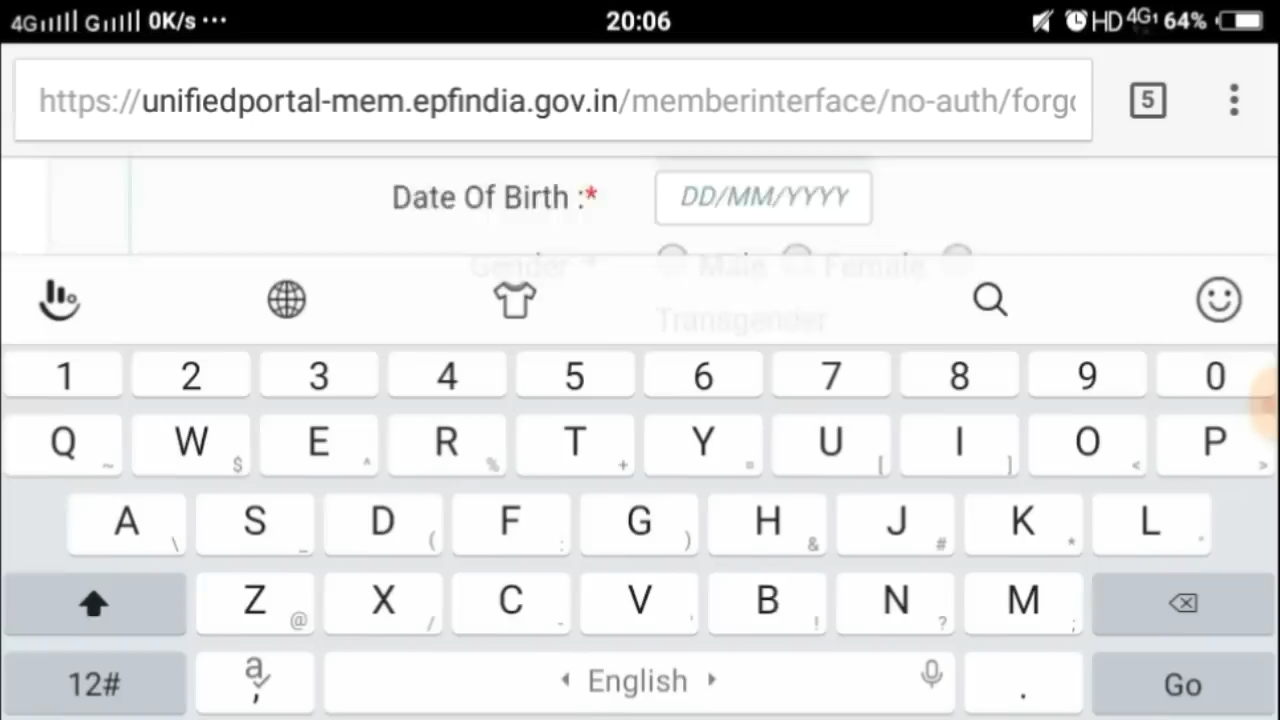 4G G 0K/s ··· 20:06 HD 4G 64%
https://unifiedportal-mem.epfindia.gov.in/memberinterface/no-auth/forgo 5
Date Of Birth :* DD/MM/YYYY
Gender * Male Female
Transgender
1 2 3 4 5 6 7 8 9 0
Q ~ W $ E ^ R % T + Y = U [ I ] O < P >
A \ S _ D ( F : G ) H & J # K * L "
Z @ X / C - V ' B ! N ? M ;
12# a , English . Go